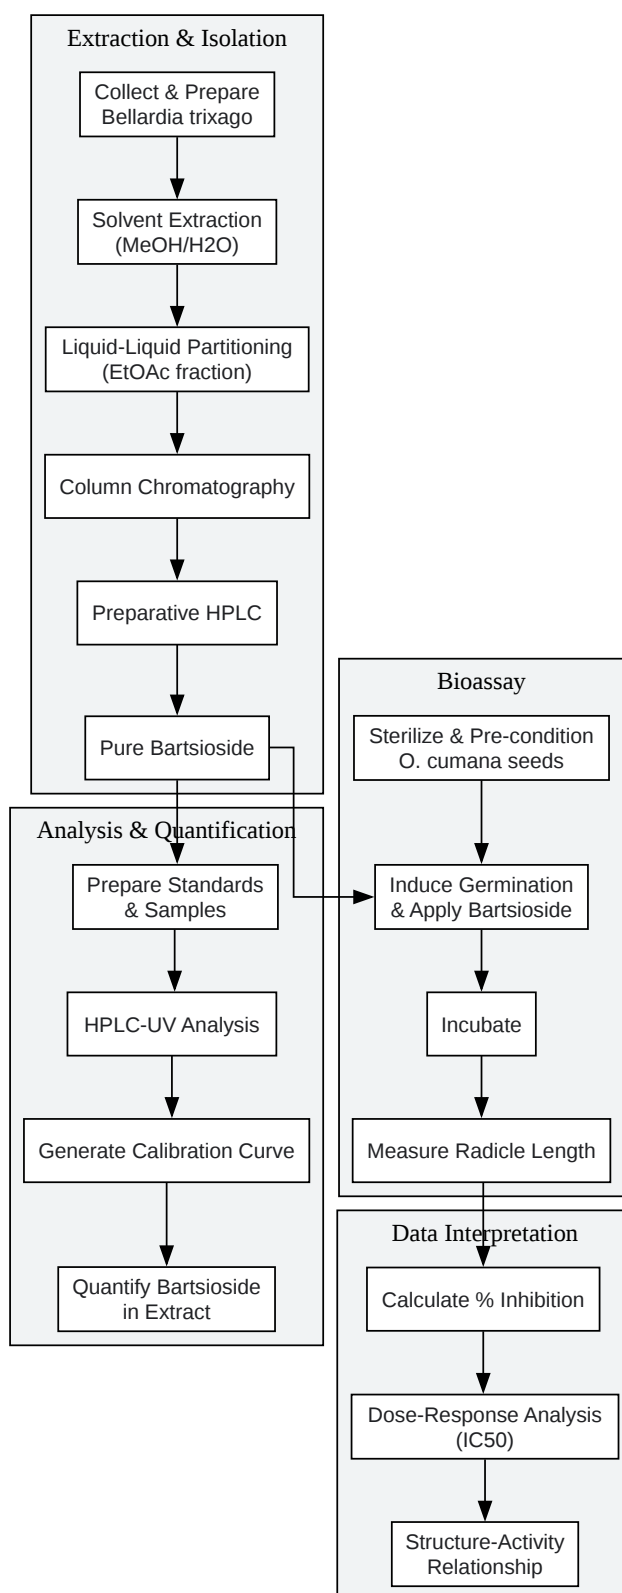 Extraction & Isolation
Collect & Prepare
Bellardia trixago
Solvent Extraction
(MeOH/H2O)
Liquid-Liquid Partitioning
(EtOAc fraction)
Column Chromatography
Preparative HPLC
Pure Bartsioside
Analysis & Quantification
Prepare Standards
& Samples
HPLC-UV Analysis
Generate Calibration Curve
Quantify Bartsioside
in Extract
Bioassay
Sterilize & Pre-condition
O. cumana seeds
Induce Germination
& Apply Bartsioside
Incubate
Measure Radicle Length
Data Interpretation
Calculate % Inhibition
Dose-Response Analysis
(IC50)
Structure-Activity
Relationship